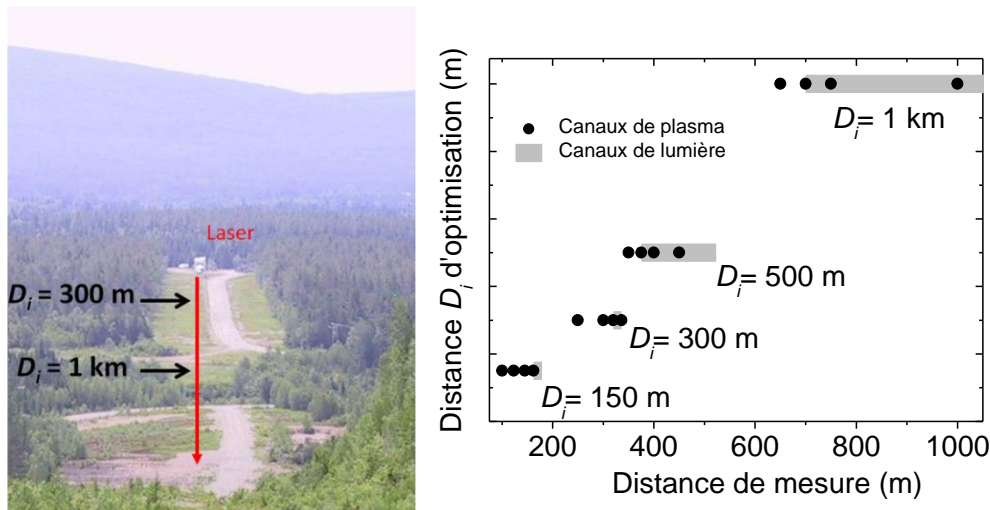 Laser
D_i = 300 m
D_i = 1 km
Distance D_i d'optimisation (m)
Canaux de plasma
Canaux de lumière
D_i= 1 km
D_i= 500 m
D_i= 300 m
D_i= 150 m
200 400 600 800 1000
Distance de mesure (m)